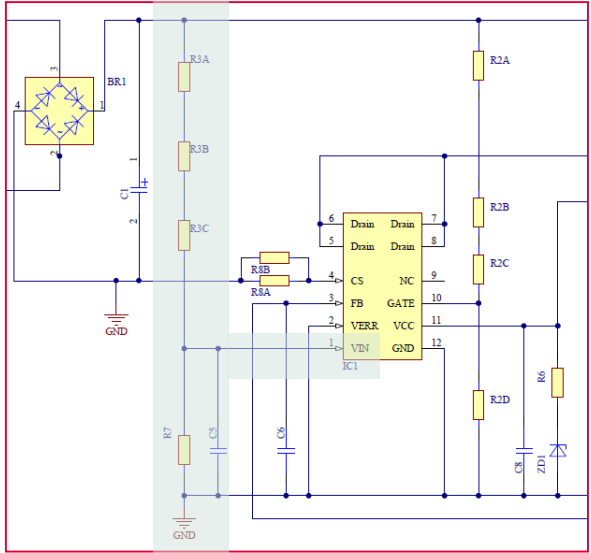 R3A
R2A
3
BR1
4
1
2
R3B
1
C1
2
R3C
R2B
6 Drain Drain 7
5 Drain Drain 8
R2C
R8B
4 CS NC 9
R8A
3 FB GATE 10
2 VERR VCC 11
GND
1 VIN GND 12
IC1
R6
R2D
R7
C5
C6
C8
ZD1
GND